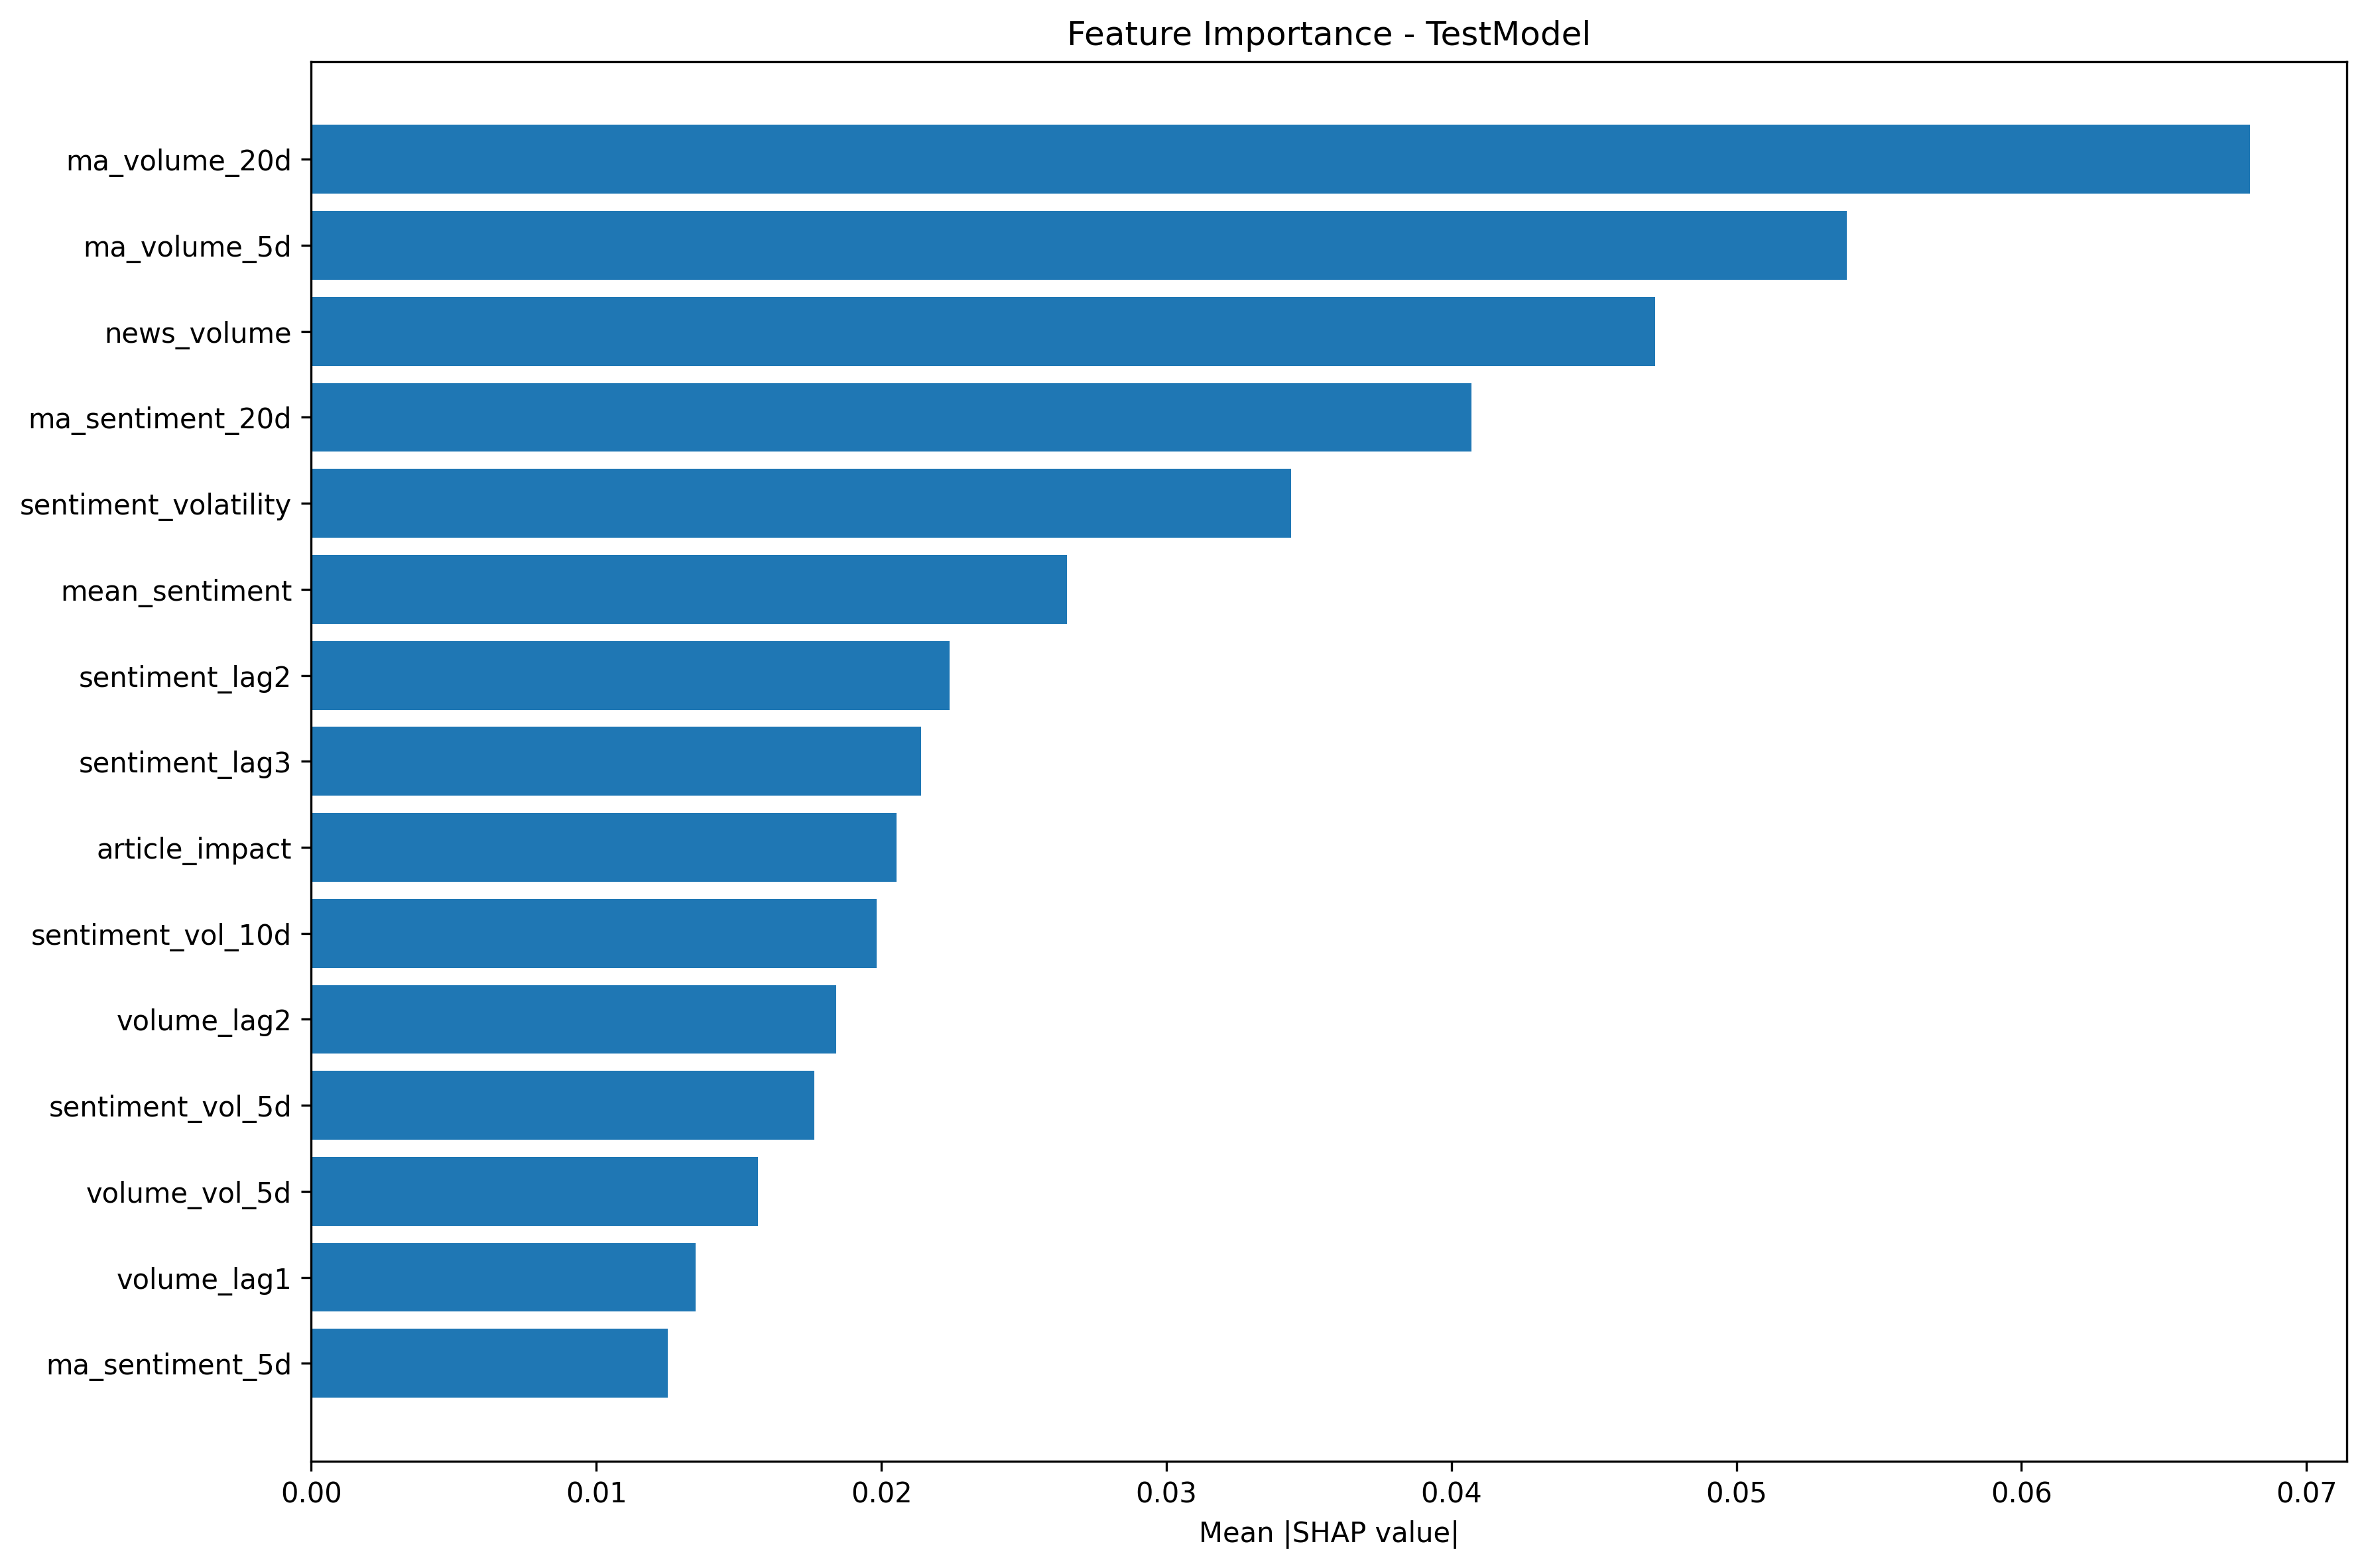 Feature Importance - TestModel
ma_volume_20d
ma_volume_5d
news_volume
ma_sentiment_20d
sentiment_volatility
mean_sentiment
sentiment_lag2
sentiment_lag3
article_impact
sentiment_vol_10d
volume_lag2
sentiment_vol_5d
volume_vol_5d
volume_lag1
ma_sentiment_5d
0.00 0.01 0.02 0.03 0.04 0.05 0.06 0.07
Mean |SHAP value|